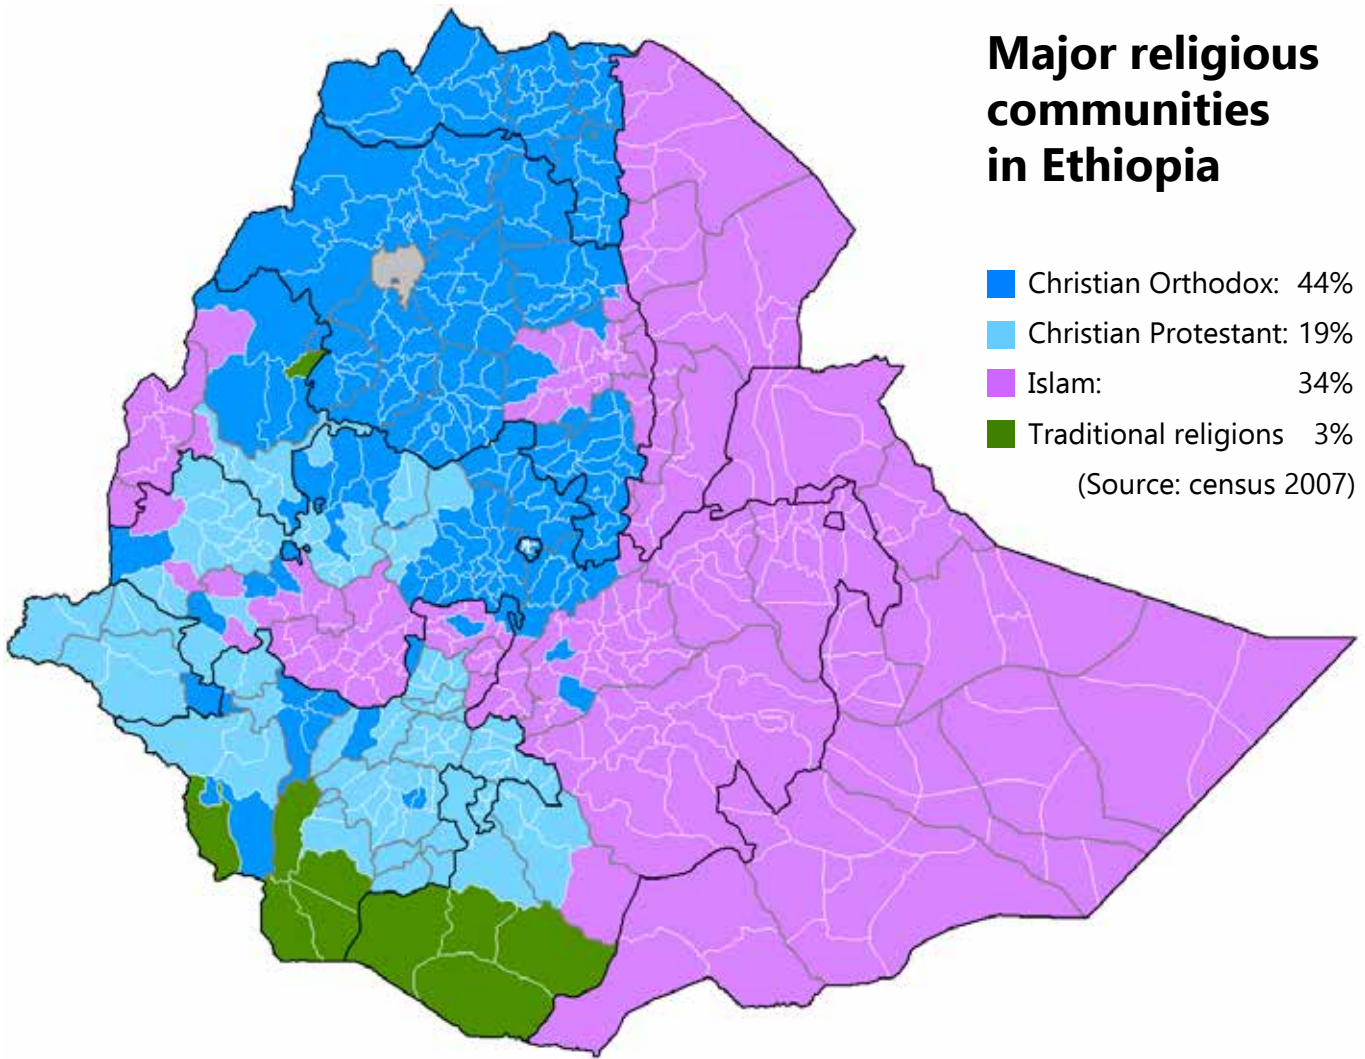 Major religious
communities
in Ethiopia
Christian Orthodox: 44%
Christian Protestant: 19%
Islam: 34%
Traditional religions 3%
(Source: census 2007)